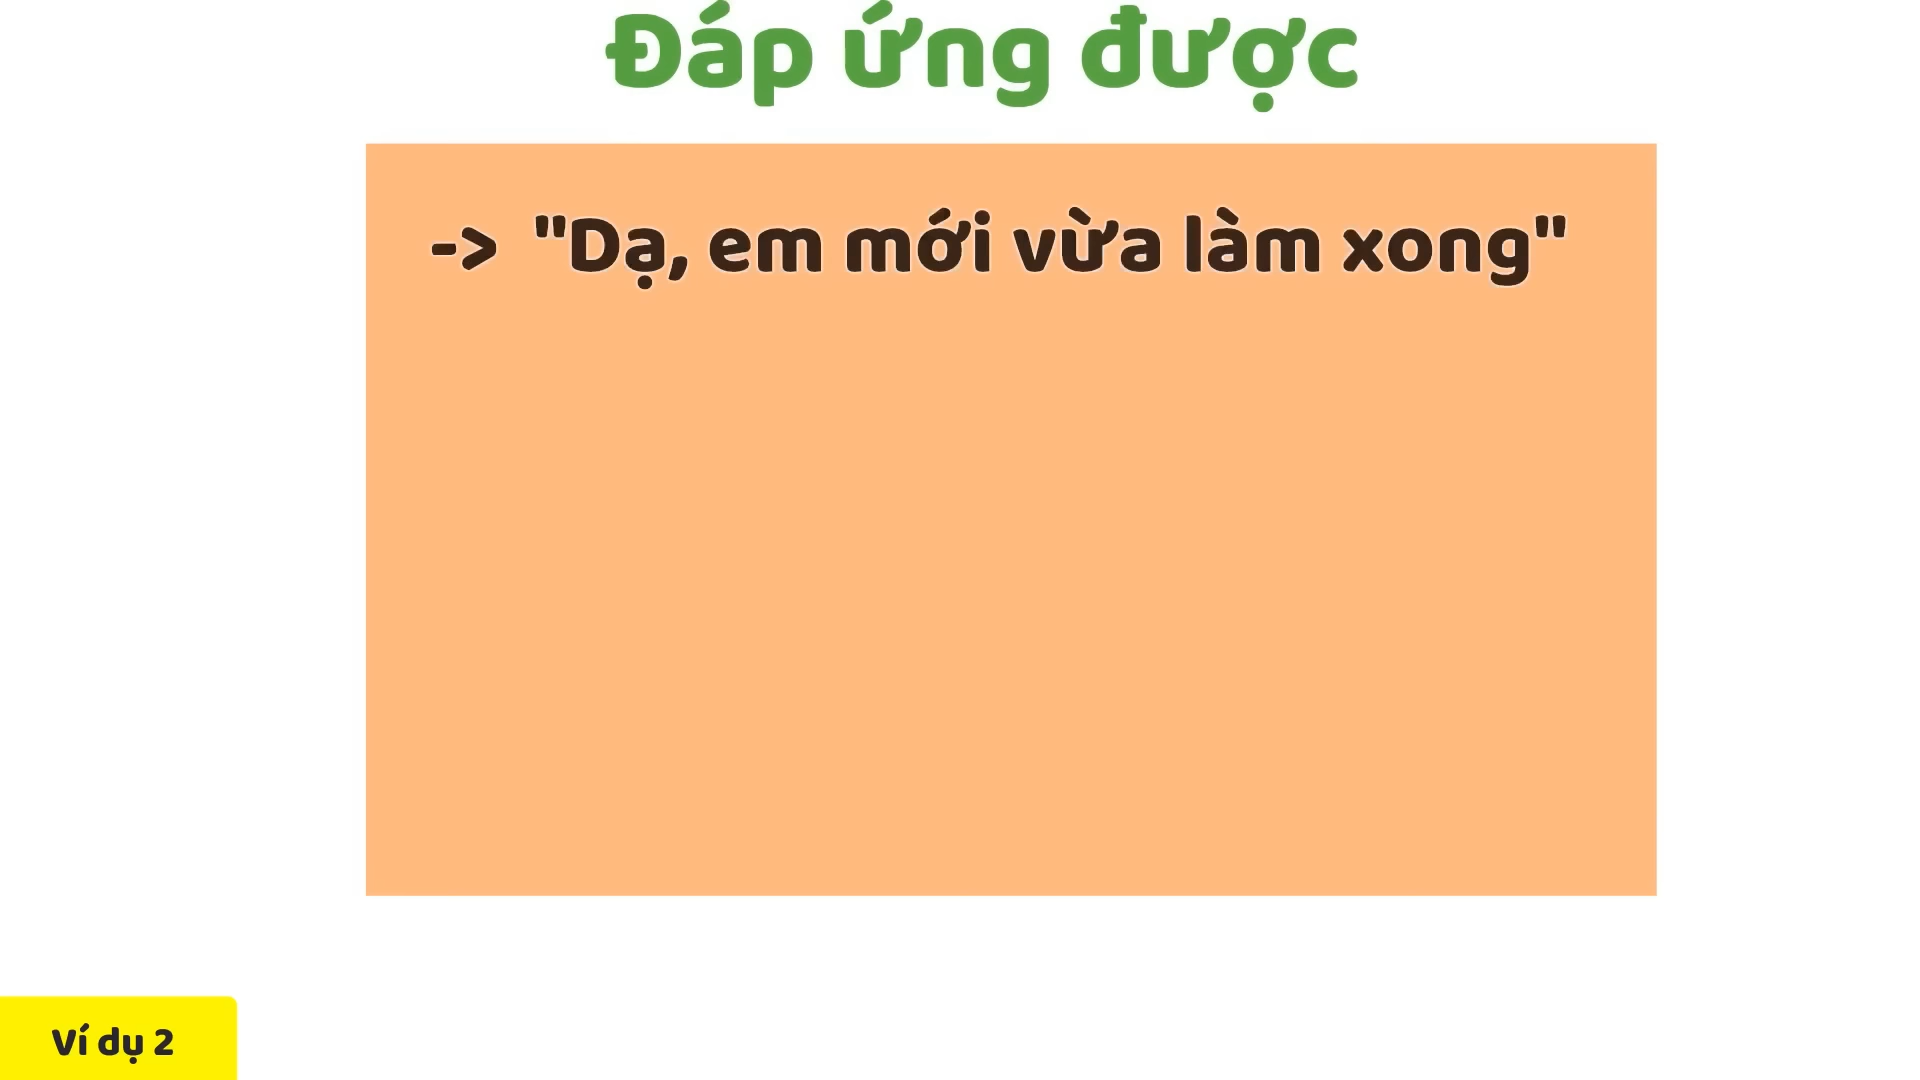 Đáp ứng được
-> "Dạ, em mới vừa làm xong"
Ví dụ 2